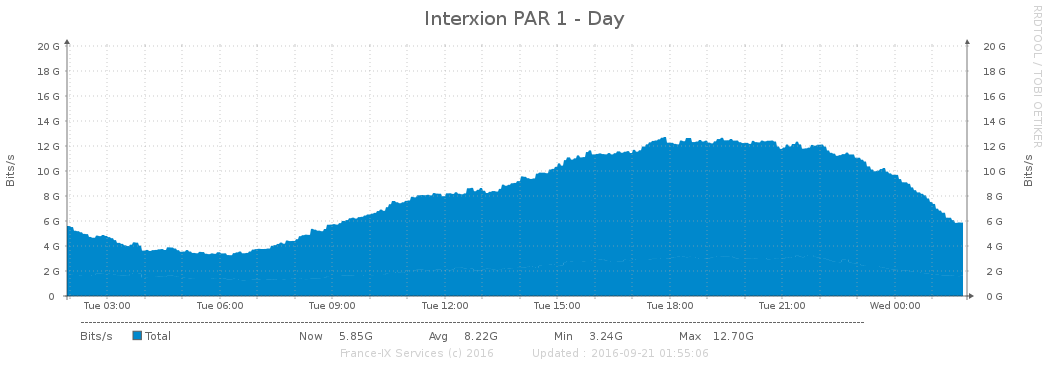 Interxion PAR 1 - Day
RRDTOOL / TOBI OETIKER
Bits/s
20 G 20 G
18 G 18 G
16 G 16 G
14 G 14 G
12 G 12 G
10 G 10 G
8 G 8 G
6 G 6 G
4 G 4 G
2 G 2 G
0 0 G
Bits/s
Tue 03:00 Tue 06:00 Tue 09:00 Tue 12:00 Tue 15:00 Tue 18:00 Tue 21:00 Wed 00:00
Bits/s Total Now 5.85G Avg 8.22G Min 3.24G Max 12.70G
France-IX Services (c) 2016 Updated : 2016-09-21 01:55:06